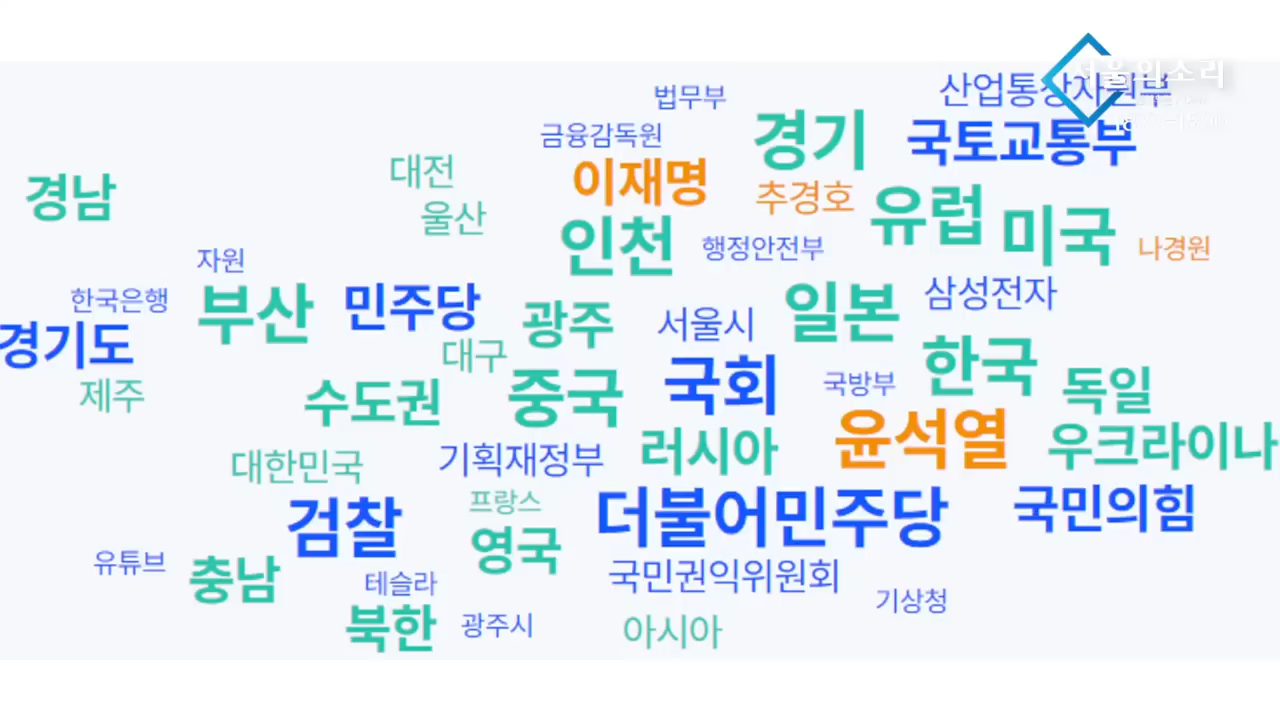 서울의소리
산업통상자원부
법무부
경기
국토교통부
금융감독원
대전
이재명
추경호
경남
울산
유럽
미국
인천
행정안전부
나경원
자원
한국은행
부산
민주당
광주
서울시
일본
삼성전자
경기도
대구
국회
한국
제주
수도권
중국
국방부
독일
윤석열
우크라이나
대한민국
기획재정부
러시아
검찰
프랑스
더불어민주당
국민의힘
영국
유튜브
충남
테슬라
국민권익위원회
북한
광주시
아시아
기상청